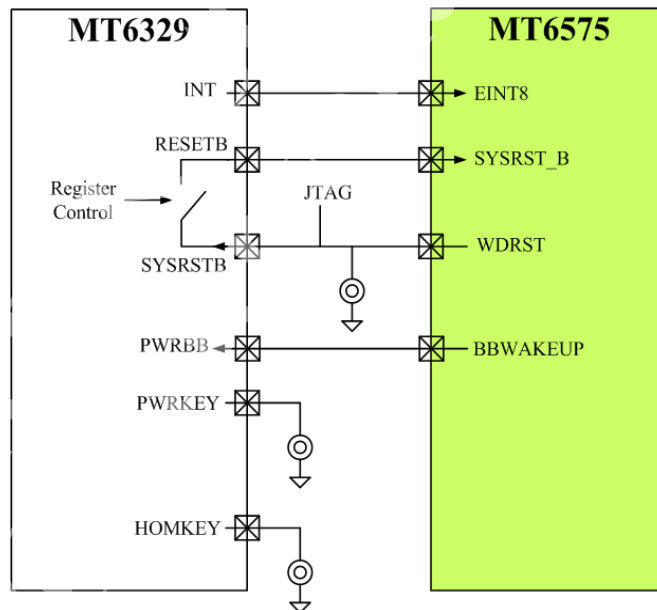 MT6329
MT6575
INT
EINT8
RESETB
SYSRST_B
Register
Control
JTAG
SYSRSTB
WDRST
PWRBB
BBWAKEUP
PWRKEY
HOMKEY